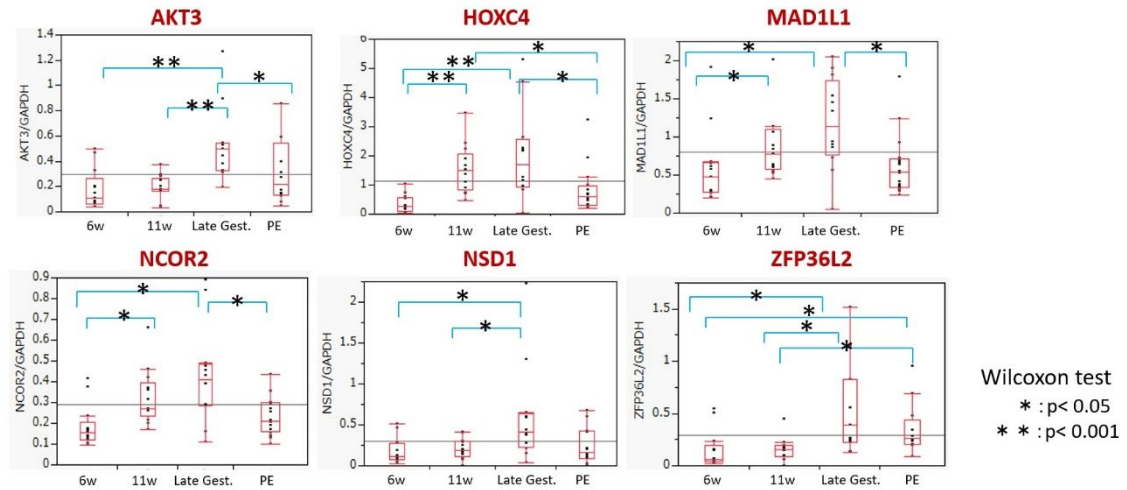 AKT3
HOXC4
MAD1L1
1.4
1.2
1
0.8
0.6
0.4
0.2
0
AKT3/GAPDH
**
*
**
6w
11w
Late Gest.
PE
6
5
4
3
2
1
0
HOXC4/GAPDH
*
**
**
*
6w
11w
Late Gest.
PE
2
1.5
1
0.5
0
MAD1L1/GAPDH
*
*
*
6w
11w
Late Gest.
PE
NCOR2
NSD1
ZFP36L2
0.9
0.8
0.7
0.6
0.5
0.4
0.3
0.2
0.1
0
NCOR2/GAPDH
*
*
*
6w
11w
Late Gest.
PE
2
1.5
1
0.5
0
NSD1/GAPDH
*
*
6w
11w
Late Gest.
PE
1.5
1
0.5
0
ZFP36L2/GAPDH
*
*
*
*
6w
11w
Late Gest.
PE
Wilcoxon test
* : p< 0.05
* * : p< 0.001